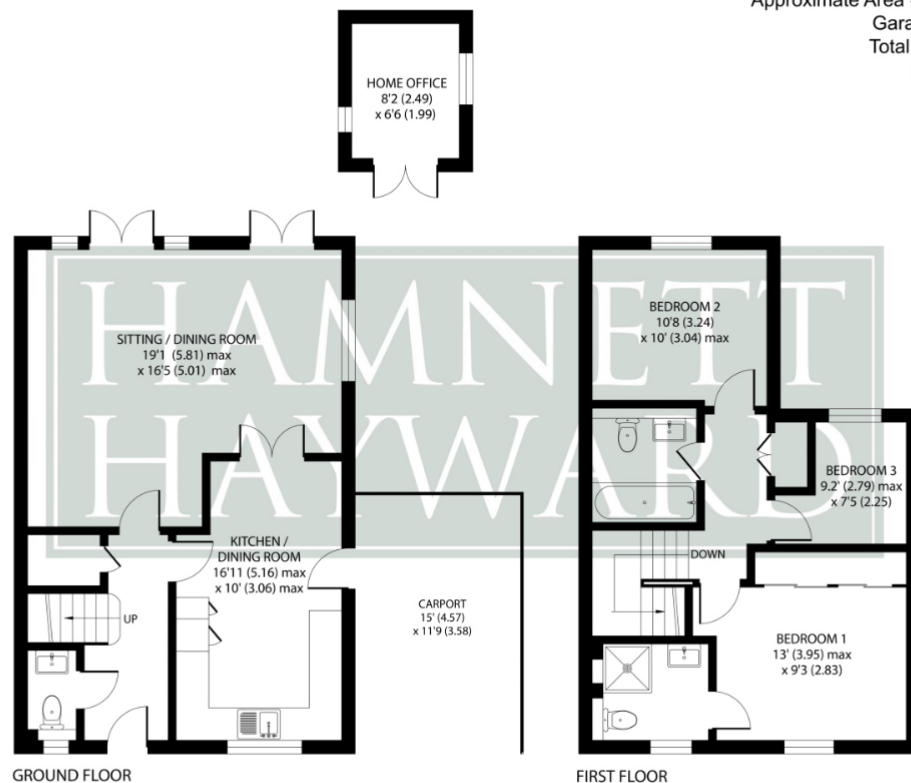 Approximate Area
Gara
Total
HOME OFFICE
8'2 (2.49)
x 6'6 (1.99)
HAMNETT
HAYWARD
SITTING / DINING ROOM
19'1 (5.81) max
x 16'5 (5.01) max
KITCHEN /
DINING ROOM
16'11 (5.16) max
x 10' (3.06) max
UP
CARPORT
15' (4.57)
x 11'9 (3.58)
GROUND FLOOR
BEDROOM 2
10'8 (3.24)
x 10' (3.04) max
BEDROOM 3
9.2' (2.79) max
x 7'5 (2.25)
DOWN
BEDROOM 1
13' (3.95) max
x 9'3 (2.83)
FIRST FLOOR